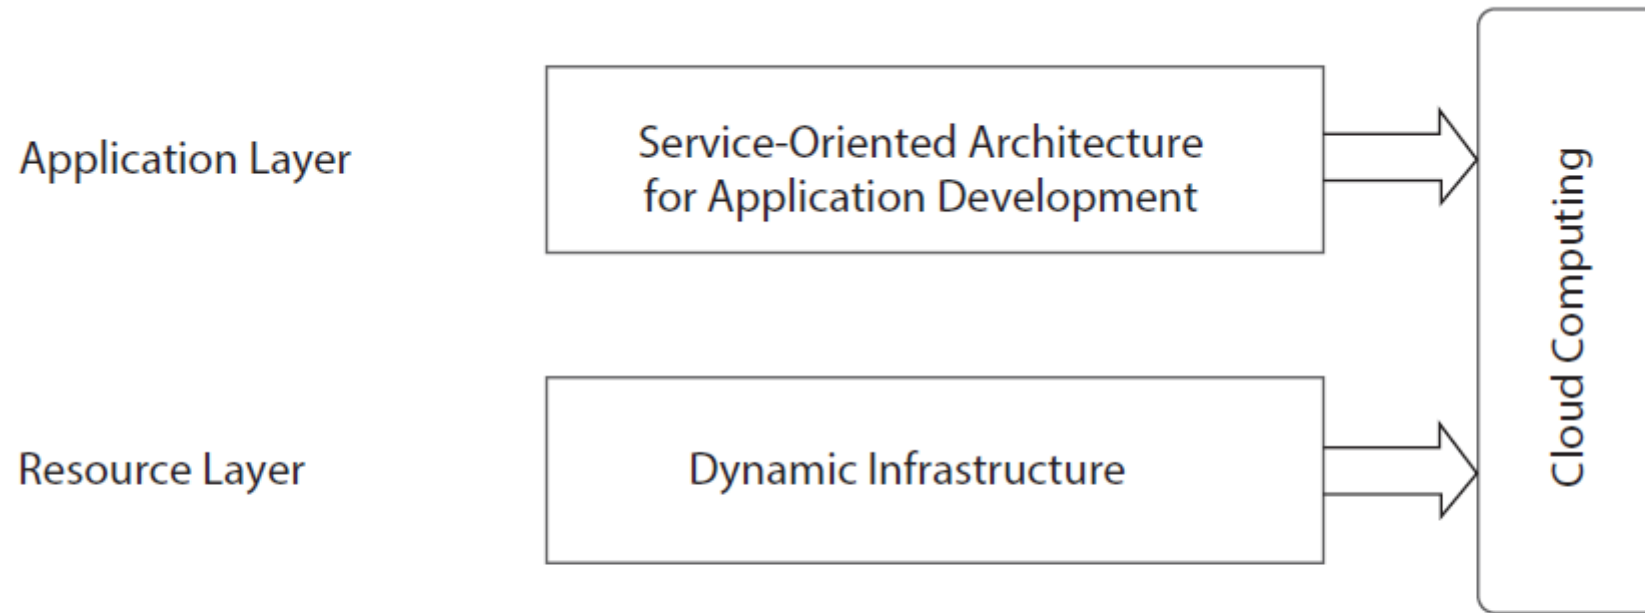 Application Layer
Service-Oriented Architecture
for Application Development
Resource Layer
Dynamic Infrastructure
Cloud Computing